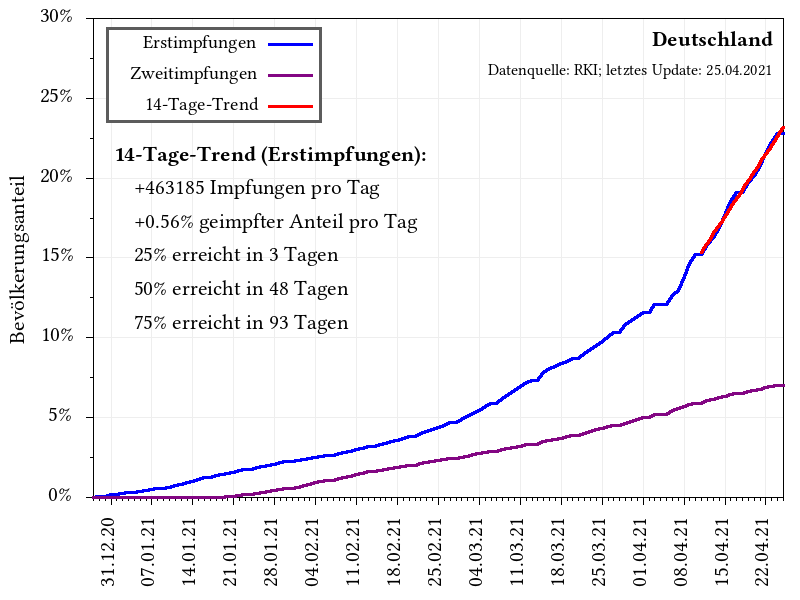 30%
25%
20%
15%
10%
5%
0%
Bevölkerungsanteil
Erstimpfungen
Zweitimpfungen
14-Tage-Trend
Deutschland
Datenquelle: RKI; letztes Update: 25.04.2021
14-Tage-Trend (Erstimpfungen):
+463185 Impfungen pro Tag
+0.56% geimpfter Anteil pro Tag
25% erreicht in 3 Tagen
50% erreicht in 48 Tagen
75% erreicht in 93 Tagen
31.12.20
07.01.21
14.01.21
21.01.21
28.01.21
04.02.21
11.02.21
18.02.21
25.02.21
04.03.21
11.03.21
18.03.21
25.03.21
01.04.21
08.04.21
15.04.21
22.04.21